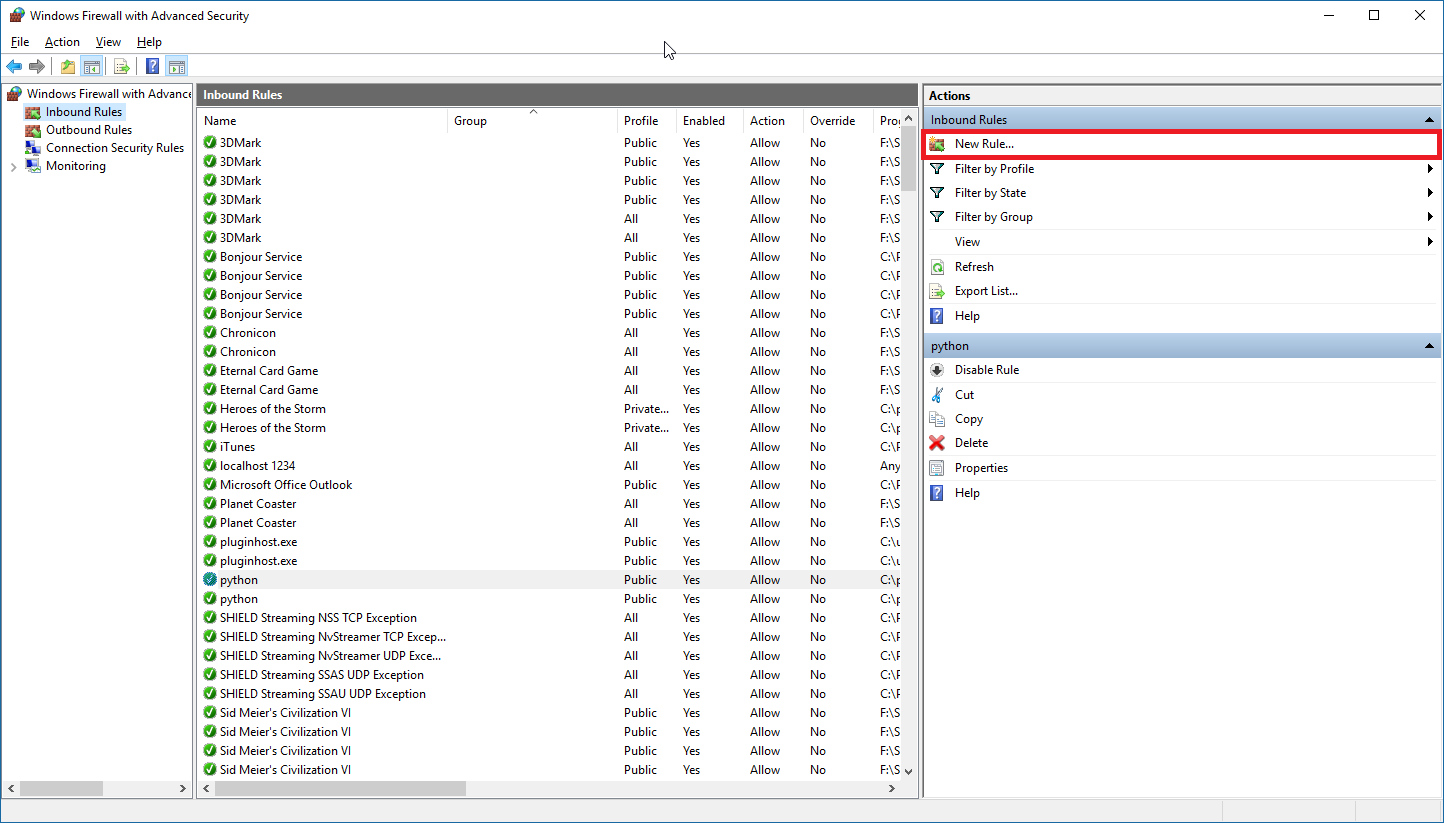 Windows Firewall with Advanced Security
File Action View Help
Windows Firewall with Advance
Inbound Rules
Outbound Rules
Connection Security Rules
Monitoring
Inbound Rules
Name Group Profile Enabled Action Override Prog
3DMark Public Yes Allow No F:\S
3DMark Public Yes Allow No F:\S
3DMark Public Yes Allow No F:\S
3DMark Public Yes Allow No F:\S
3DMark All Yes Allow No F:\S
3DMark All Yes Allow No F:\S
Bonjour Service Public Yes Allow No C:\P
Bonjour Service Public Yes Allow No C:\P
Bonjour Service Public Yes Allow No C:\P
Bonjour Service Public Yes Allow No C:\P
Chronicon All Yes Allow No F:\S
Chronicon All Yes Allow No F:\S
Eternal Card Game All Yes Allow No F:\S
Eternal Card Game All Yes Allow No F:\S
Heroes of the Storm Private... Yes Allow No C:\p
Heroes of the Storm Private... Yes Allow No C:\p
iTunes All Yes Allow No C:\P
localhost 1234 All Yes Allow No Any
Microsoft Office Outlook Public Yes Allow No C:\P
Planet Coaster All Yes Allow No F:\S
Planet Coaster All Yes Allow No F:\S
pluginhost.exe Public Yes Allow No C:\u
pluginhost.exe Public Yes Allow No C:\u
python Public Yes Allow No C:\p
python Public Yes Allow No C:\p
SHIELD Streaming NSS TCP Exception All Yes Allow No C:\P
SHIELD Streaming NvStreamer TCP Excep... All Yes Allow No C:\P
SHIELD Streaming NvStreamer UDP Exce... All Yes Allow No C:\P
SHIELD Streaming SSAS UDP Exception All Yes Allow No C:\P
SHIELD Streaming SSAU UDP Exception All Yes Allow No C:\P
Sid Meier's Civilization VI Public Yes Allow No F:\S
Sid Meier's Civilization VI Public Yes Allow No F:\S
Sid Meier's Civilization VI Public Yes Allow No F:\S
Sid Meier's Civilization VI Public Yes Allow No F:\S
Actions
Inbound Rules
New Rule...
Filter by Profile
Filter by State
Filter by Group
View
Refresh
Export List...
Help
python
Disable Rule
Cut
Copy
Delete
Properties
Help